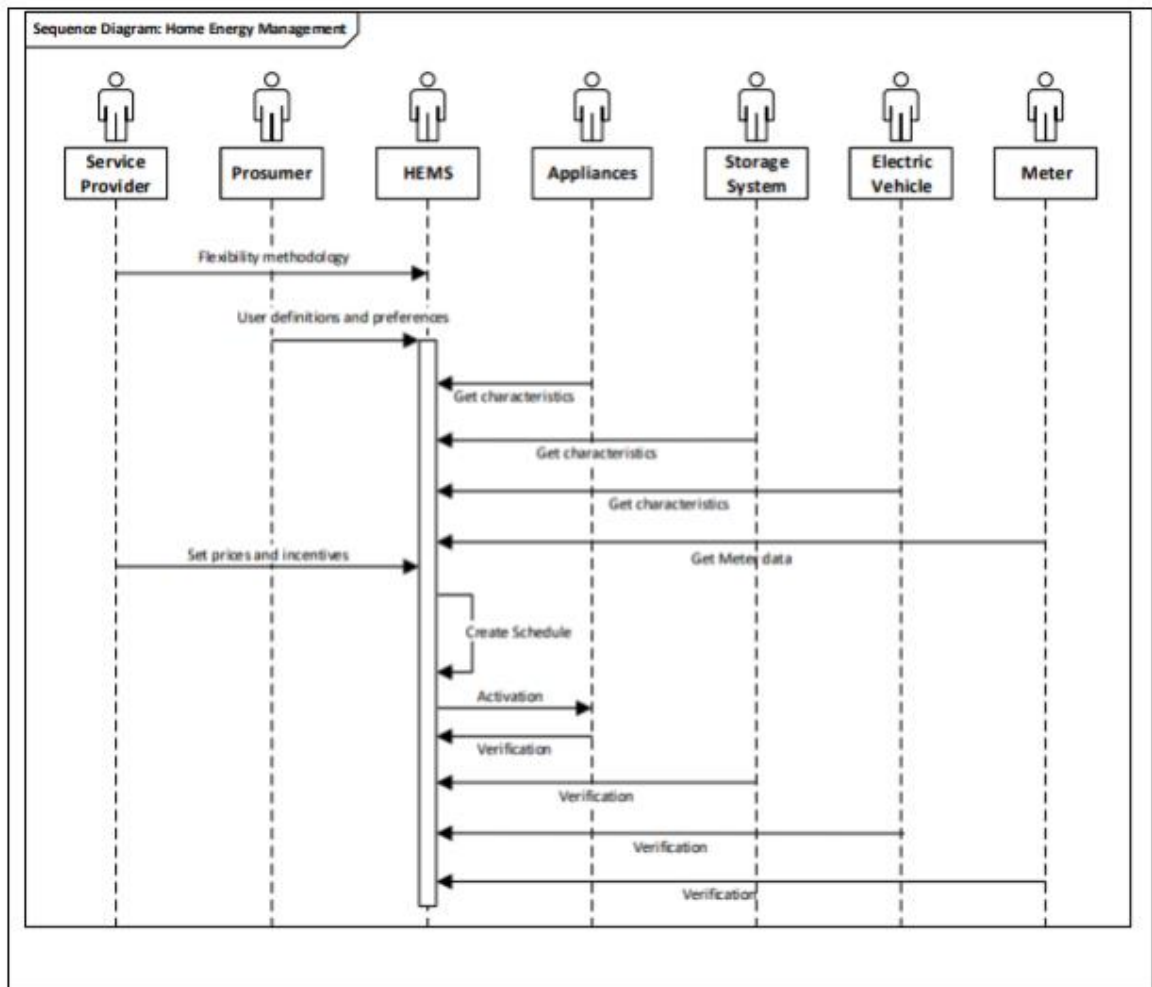 Sequence Diagram: Home Energy Management
Service
Provider
Prosumer
HEMS
Appliances
Storage
System
Electric
Vehicle
Meter
Flexibility methodology
User definitions and preferences
Get characteristics
Get characteristics
Get characteristics
Get Meter data
Set prices and incentives
Create Schedule
Activation
Verification
Verification
Verification
Verification